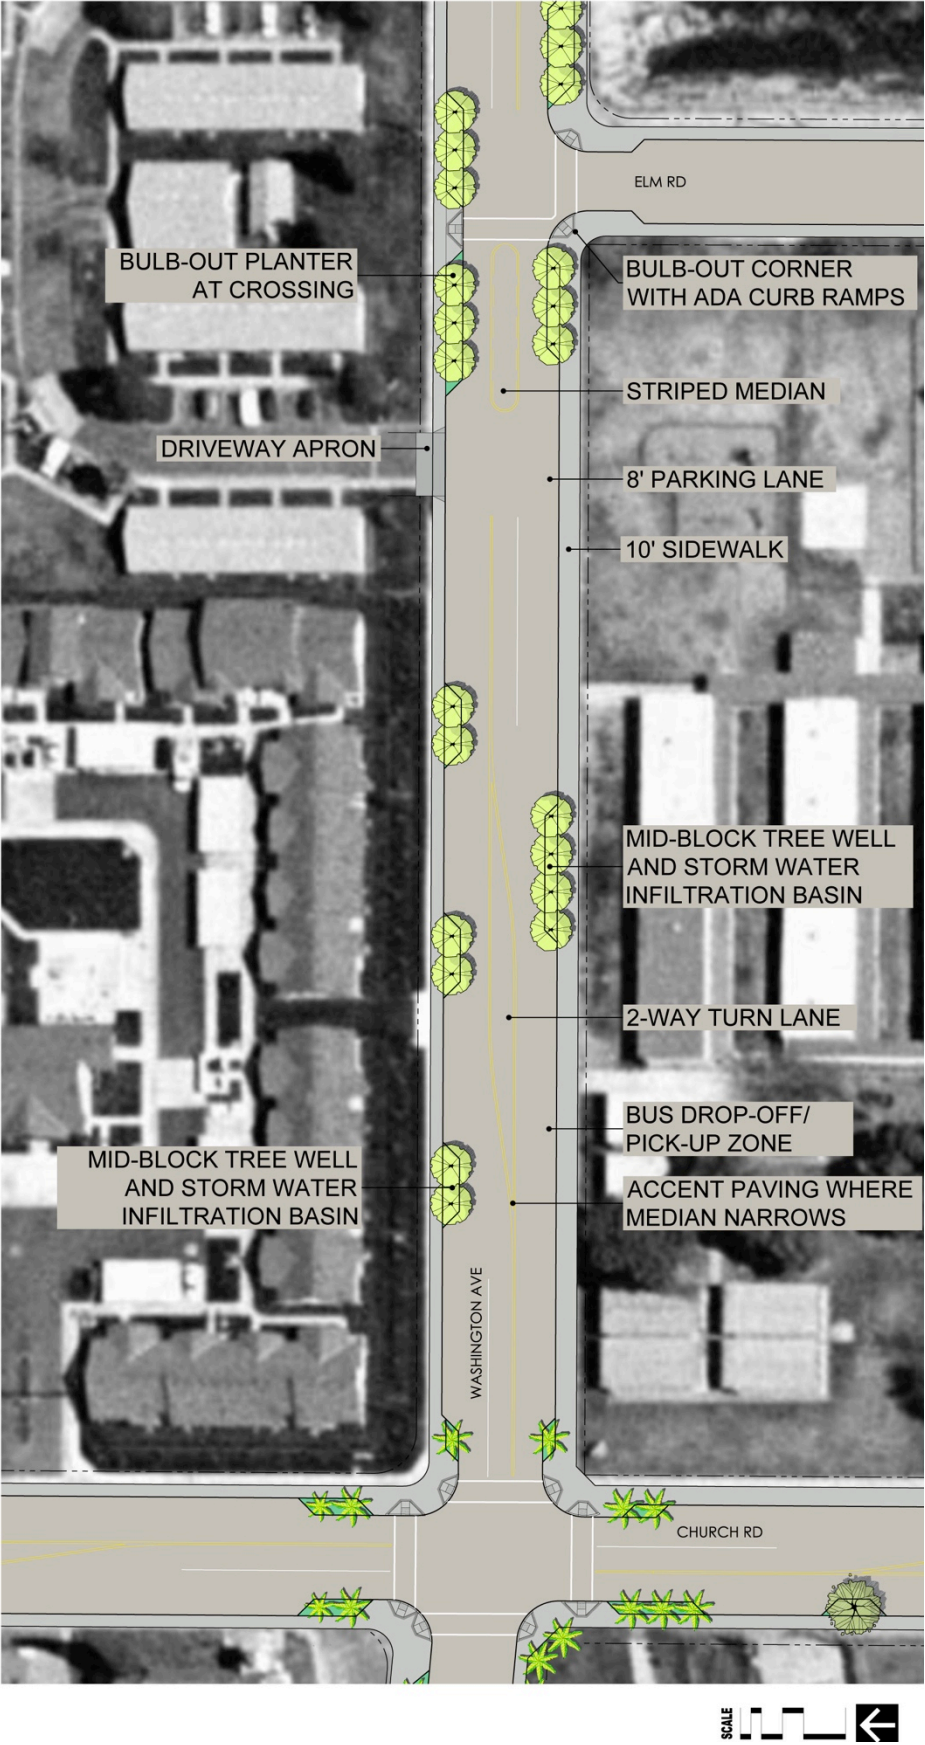 ELM RD
BULB-OUT PLANTER
AT CROSSING
BULB-OUT CORNER
WITH ADA CURB RAMPS
STRIPED MEDIAN
DRIVEWAY APRON
8' PARKING LANE
10' SIDEWALK
MID-BLOCK TREE WELL
AND STORM WATER
INFILTRATION BASIN
2-WAY TURN LANE
BUS DROP-OFF/
PICK-UP ZONE
MID-BLOCK TREE WELL
AND STORM WATER
INFILTRATION BASIN
ACCENT PAVING WHERE
MEDIAN NARROWS
WASHINGTON AVE
CHURCH RD
SCALE